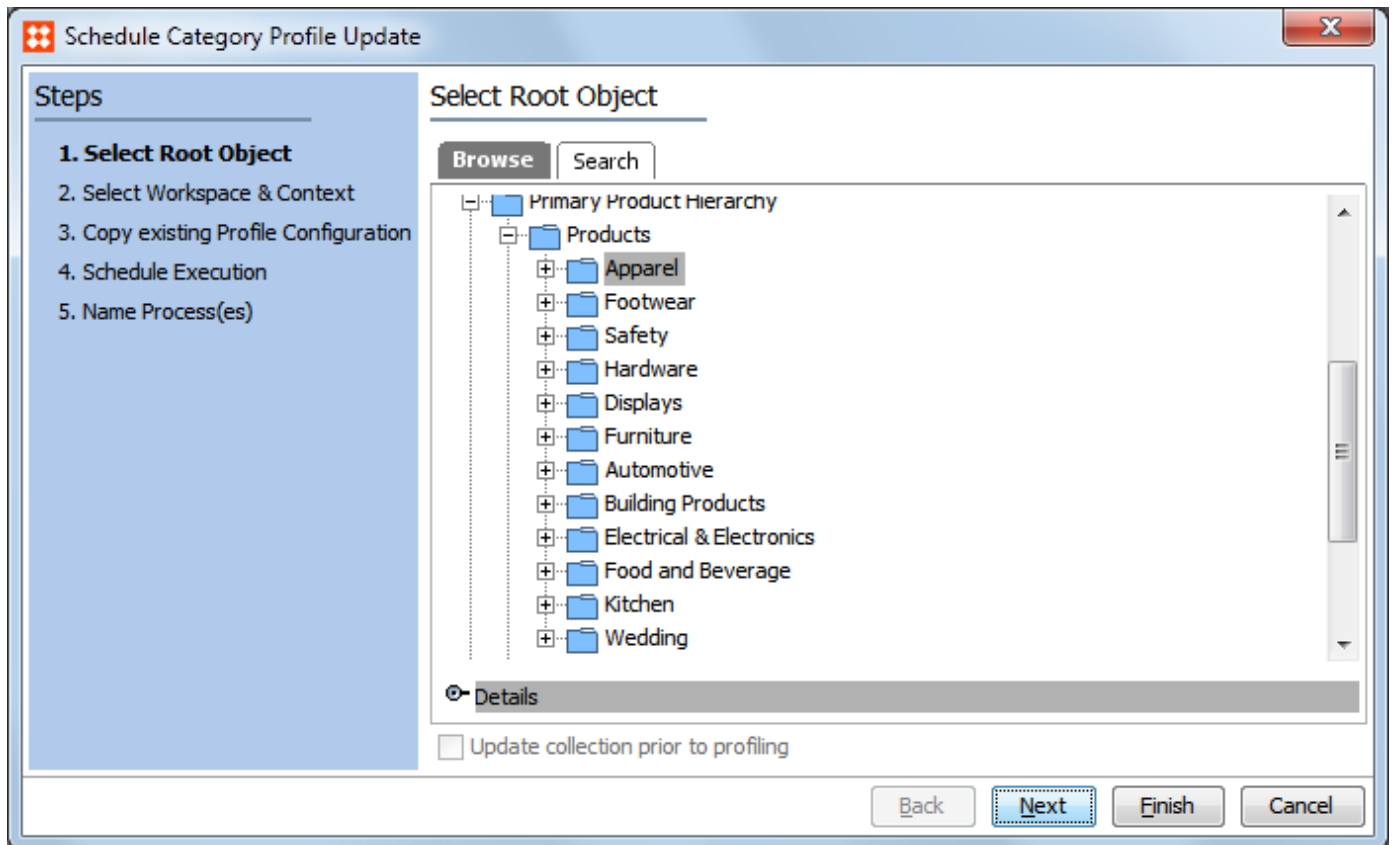 Schedule Category Profile Update
X
Steps
1. Select Root Object
2. Select Workspace & Context
3. Copy existing Profile Configuration
4. Schedule Execution
5. Name Process(es)
Select Root Object
Browse Search
Primary Product Hierarchy
Products
Apparel
Footwear
Safety
Hardware
Displays
Furniture
Automotive
Building Products
Electrical & Electronics
Food and Beverage
Kitchen
Wedding
Details
Update collection prior to profiling
Back Next Finish Cancel